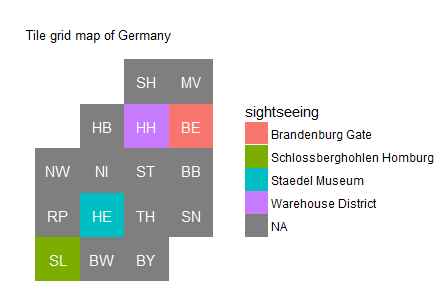 Tile grid map of Germany
SH MV
HB HH BE
NW NI ST BB
RP HE TH SN
SL BW BY
sightseeing
Brandenburg Gate
Schlossberghohlen Homburg
Staedel Museum
Warehouse District
NA